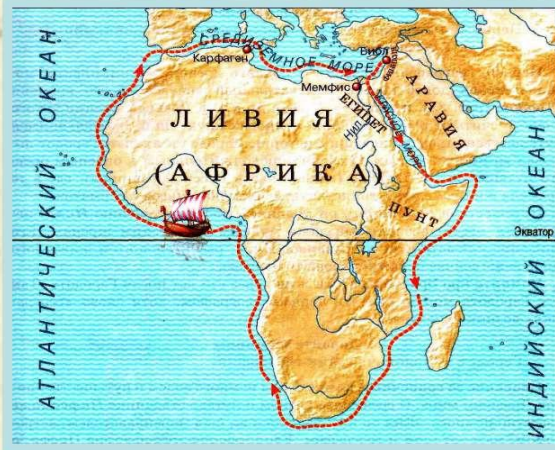 АТЛАНТИЧЕСКИЙ ОКЕАН
СРЕДИЗЕМНОЕ МОРЕ
Карфаген
Библ
Мемфис
ЕГИПЕТ
Нил
АРАВИЯ
ЛИВИЯ
(АФРИКА)
ПУНТ
Экватор
ИНДИЙСКИЙ ОКЕАН